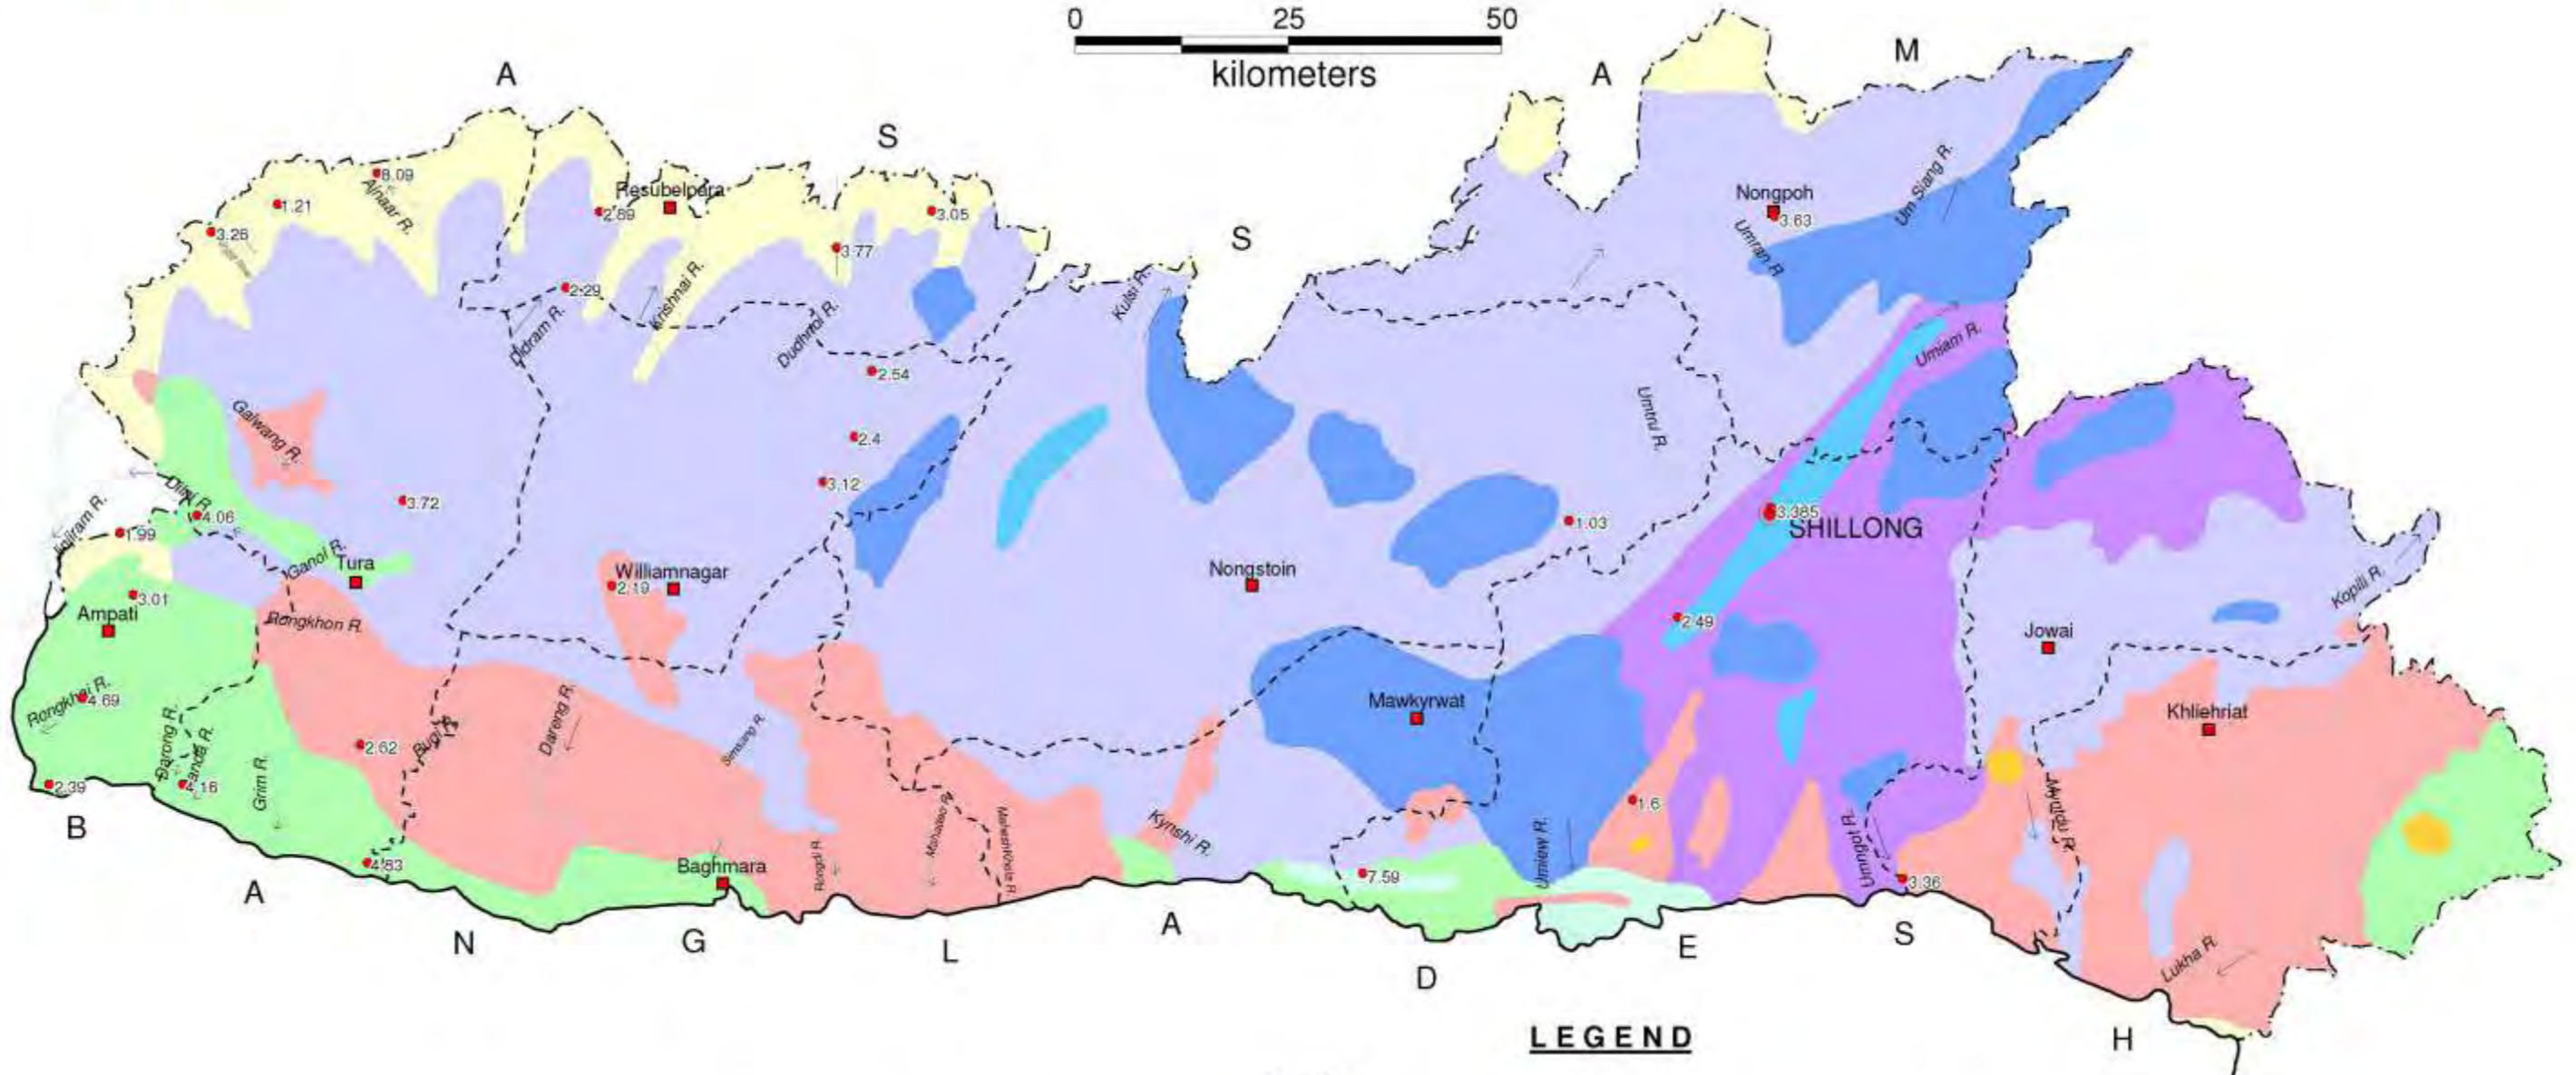 0 25 50
kilometers
A
M
A
S
8.09
Ajnaar R.
1.21
3.26
2.89
Resubelpara
3.05
3.77
S
Nongpoh
3.63
Um Siang R.
Umran R.
2.29
Krishnai R.
Didram R.
Dudhnoi R.
Kulsi R.
Umiam R.
2.54
Galwang R.
2.4
Umtru R.
3.12
3.72
4.06
1.99
Jinjiram R.
1.03
3.385
SHILLONG
Ganol R.
Tura
Williamnagar
2.19
Nongstoin
3.01
Ampati
Rongkhon R.
2.49
Kopili R.
Jowai
Rongkhai R.
4.69
Darong R.
Dareng R.
Bugi R.
Simsang R.
Mawkyrwat
Khliehriat
2.62
Grim R.
2.39
4.16
1.6
Kynshi R.
Umiew R.
Umngot R.
Myntdu R.
B
4.83
Baghmara
Rongdi R.
7.59
3.36
A
N
G
L
A
D
E
S
Lukha R.
LEGEND
H